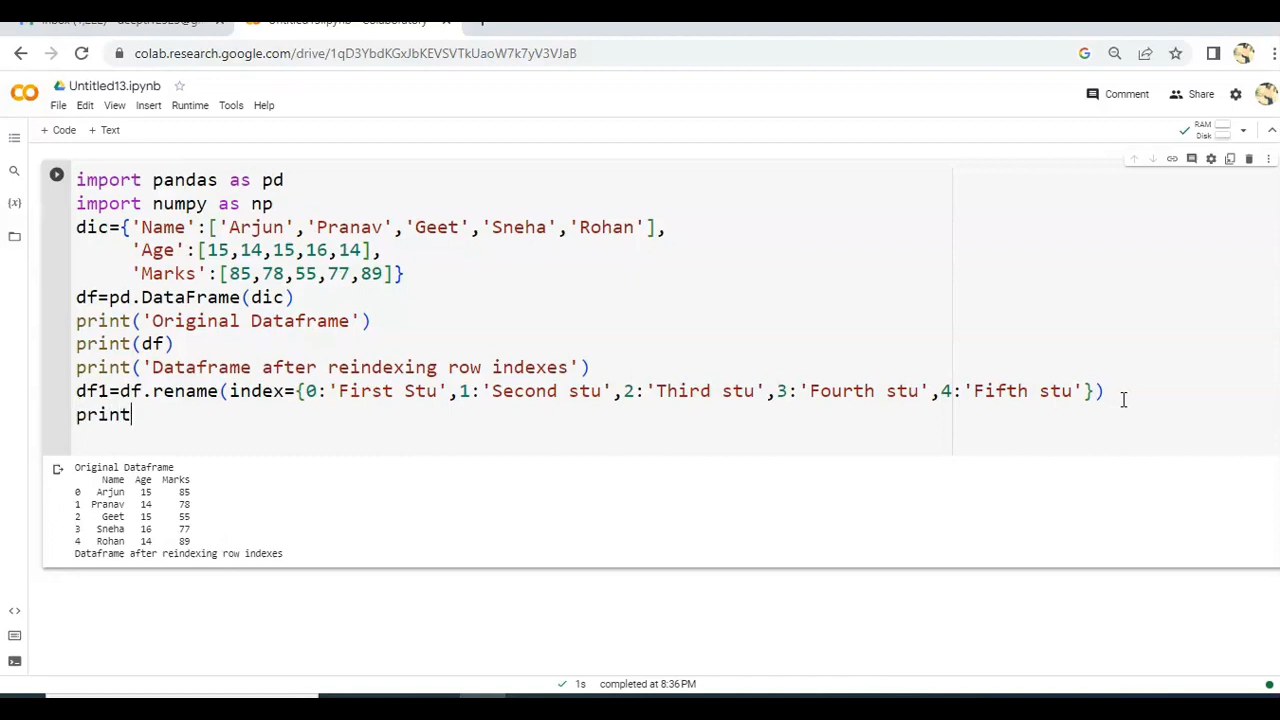 colab.research.google.com/drive/1qD3YbdKGxJbKEVSVTkUaoW7k7yV3VJaB
Untitled13.ipynb
Comment
Share
File Edit View Insert Runtime Tools Help
+ Code + Text
RAM
Disk
import pandas as pd
import numpy as np
dic={'Name':['Arjun','Pranav','Geet','Sneha','Rohan'],
'Age':[15,14,15,16,14],
'Marks':[85,78,55,77,89]}
df=pd.DataFrame(dic)
print('Original Dataframe')
print(df)
print('Dataframe after reindexing row indexes')
df1=df.rename(index={0:'First Stu',1:'Second stu',2:'Third stu',3:'Fourth stu',4:'Fifth stu'})
print
Original Dataframe
Name Age Marks
0 Arjun 15 85
1 Pranav 14 78
2 Geet 15 55
3 Sneha 16 77
4 Rohan 14 89
Dataframe after reindexing row indexes
1s completed at 8:36 PM